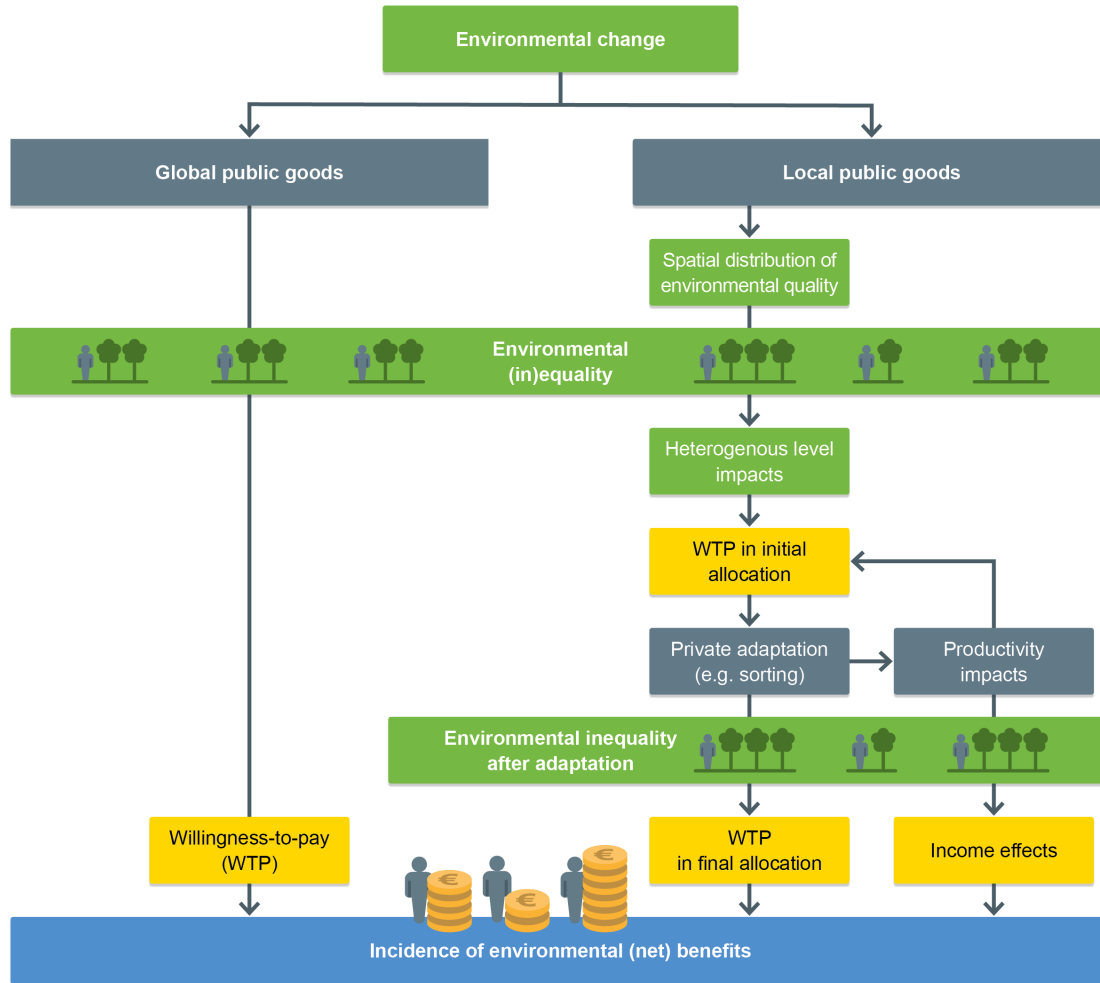 Environmental change
Global public goods
Local public goods
Spatial distribution of
environmental quality
Environmental
(in)equality
Heterogenous level
impacts
WTP in initial
allocation
Private adaptation
(e.g. sorting)
Productivity
impacts
Environmental inequality
after adaptation
Willingness-to-pay
(WTP)
WTP
in final allocation
Income effects
€
€
€
Incidence of environmental (net) benefits